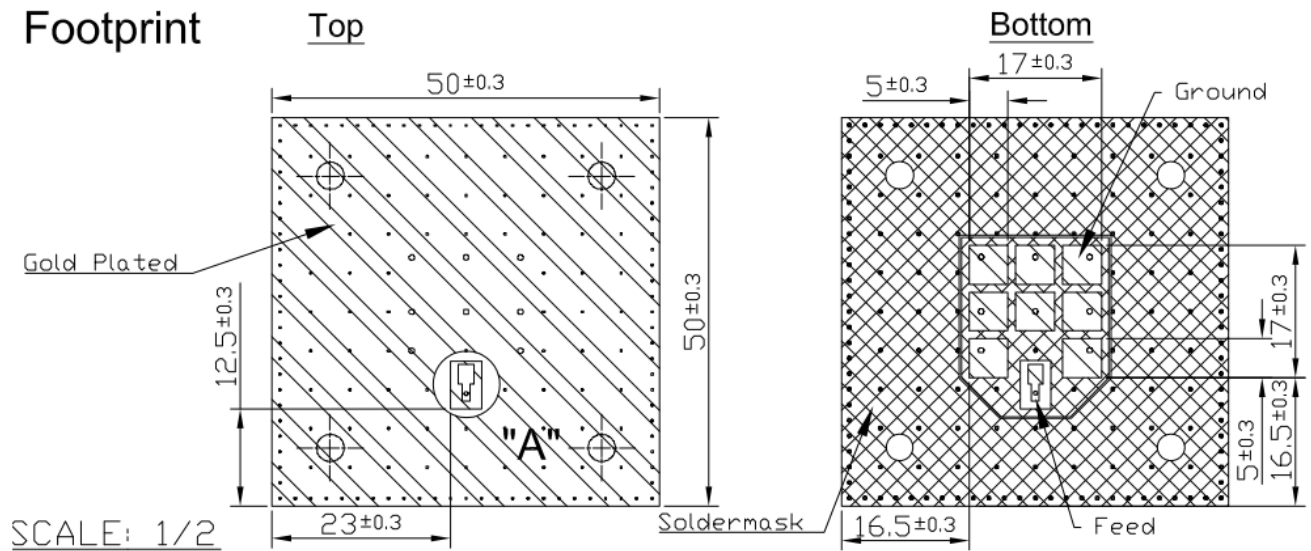 Footprint
Top
Bottom
50±0.3
17±0.3
5±0.3
Ground
Gold Plated
12.5±0.3
50±0.3
17±0.3
"A"
5±0.3
16.5±0.3
SCALE: 1/2
23±0.3
Soldermask
16.5±0.3
Feed